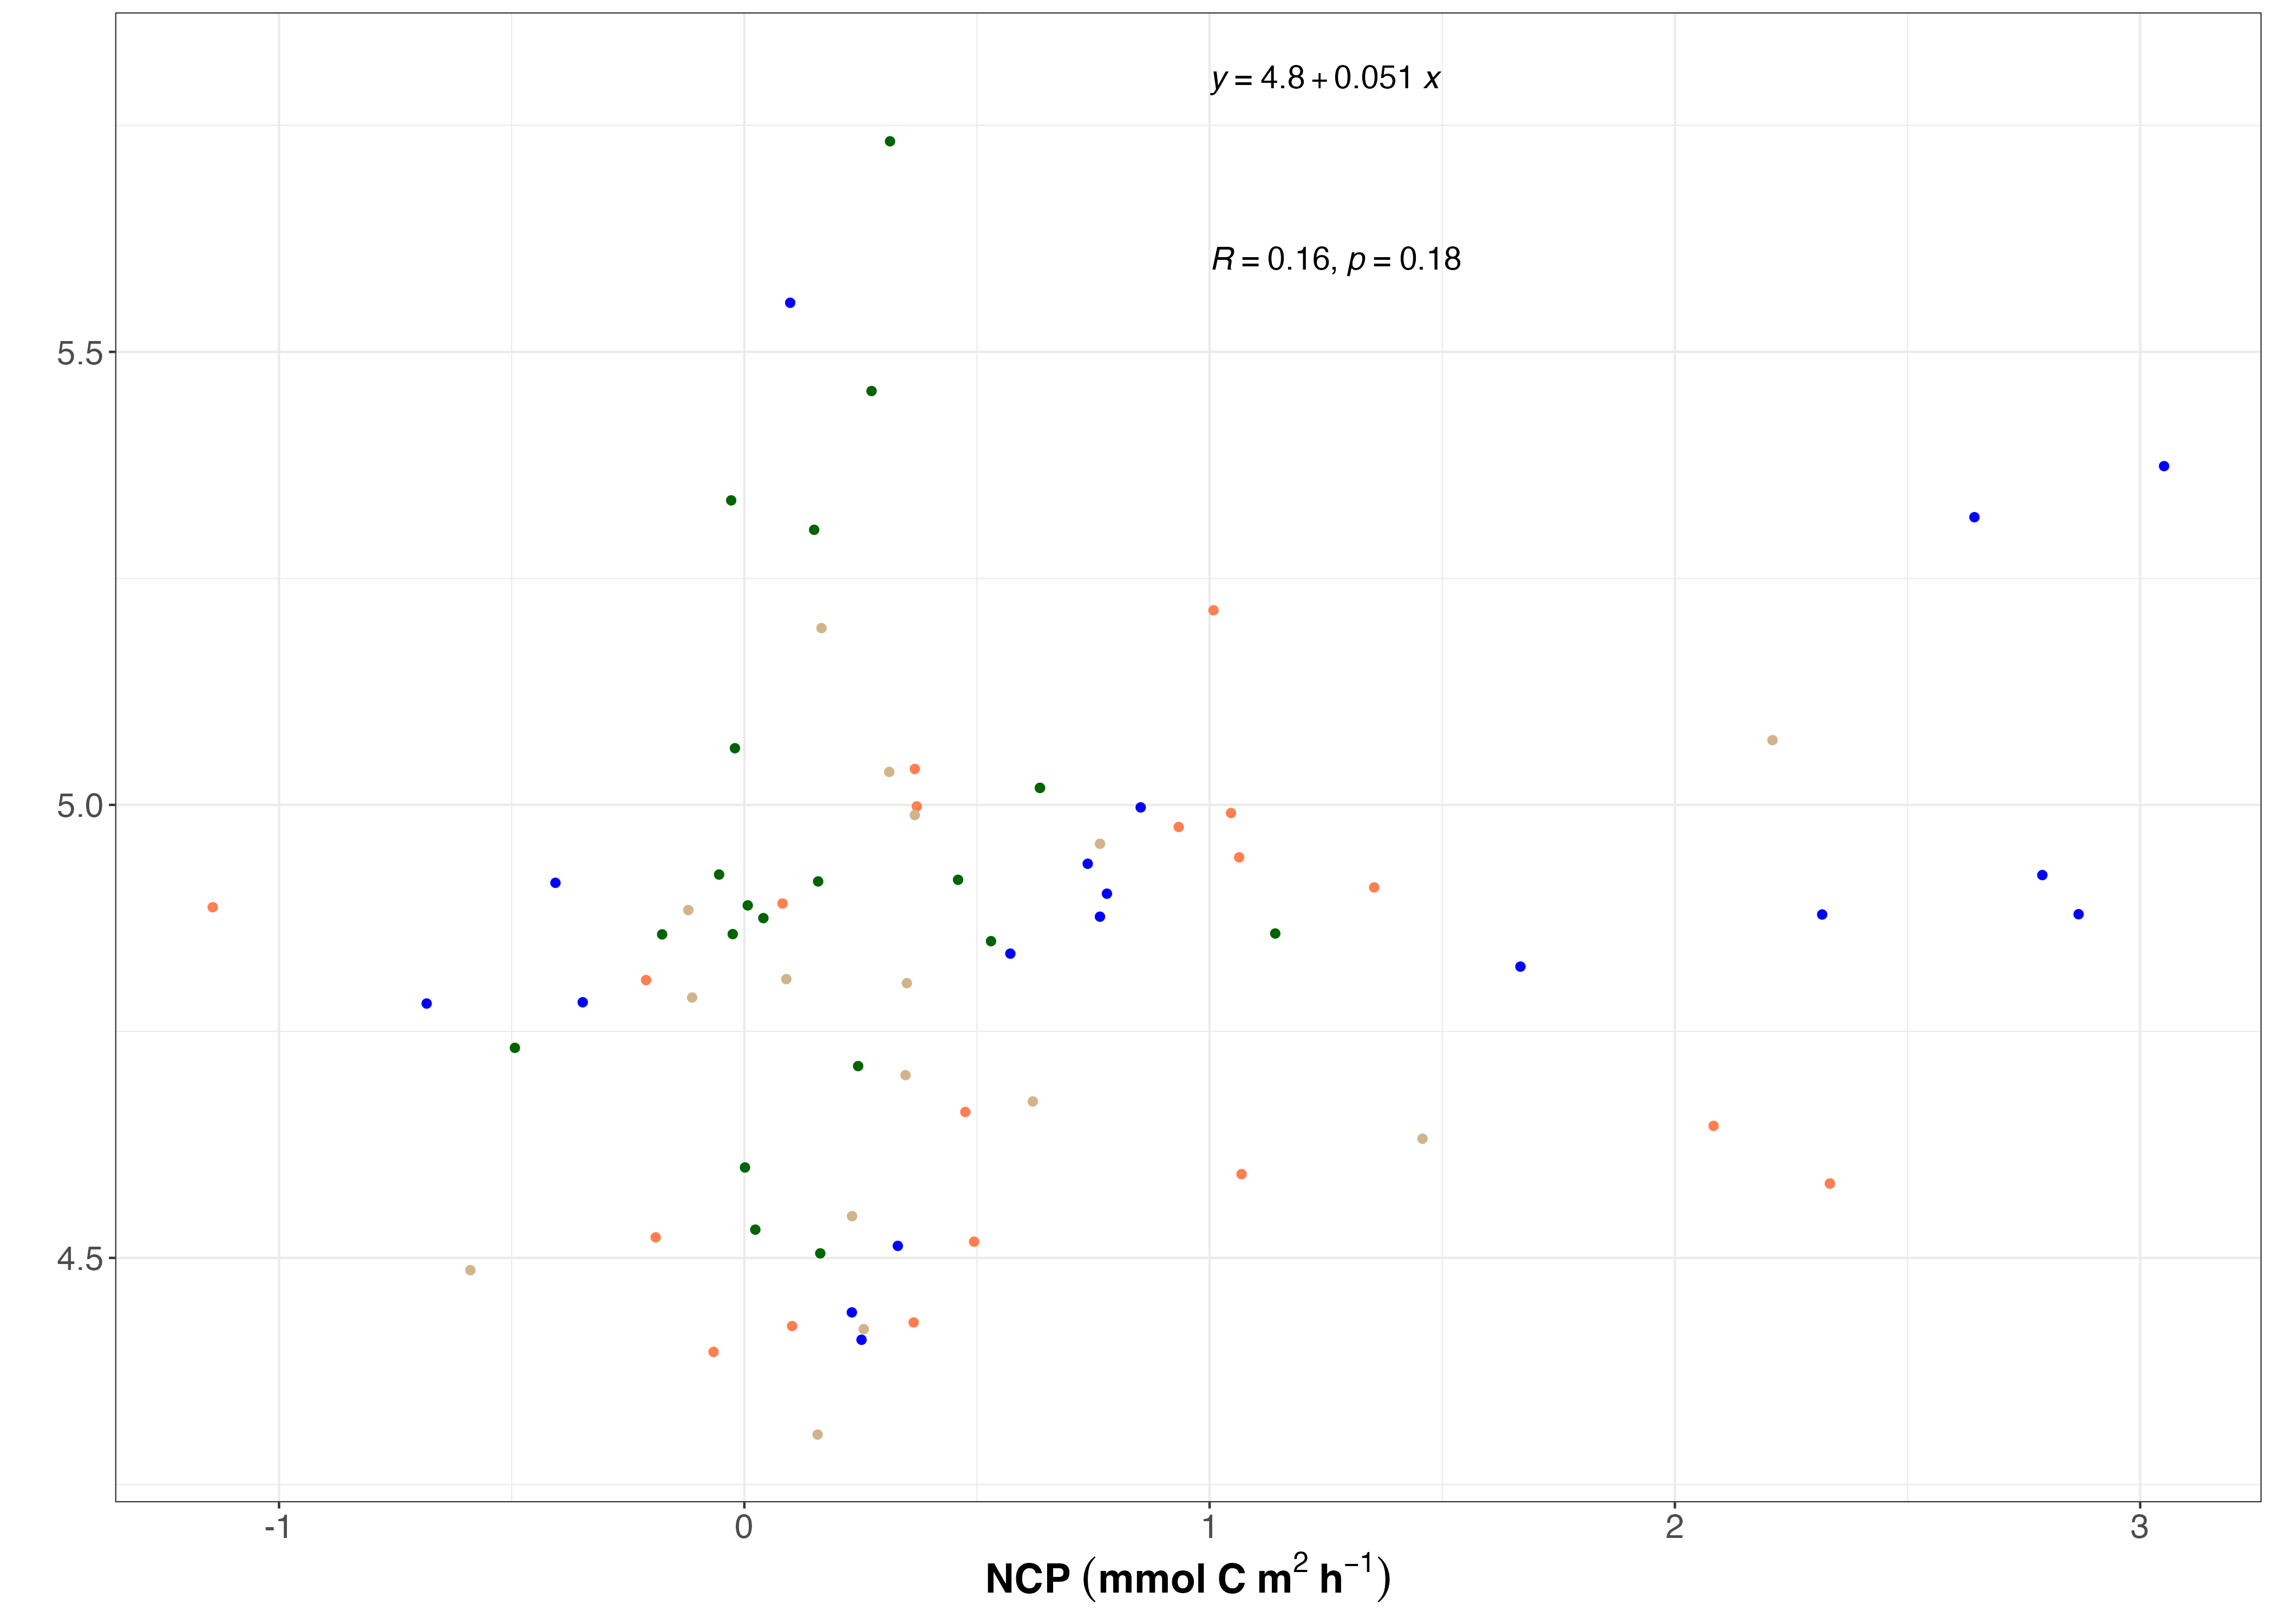 y = 4.8 + 0.051 x
R = 0.16, p = 0.18
5.5
5.0
4.5
-1 0 1 2 3
NCP (mmol C m² h⁻¹)